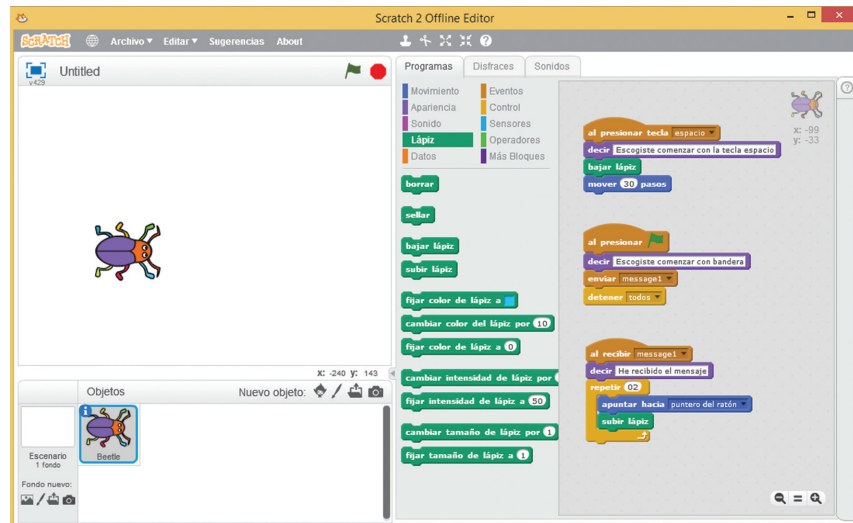 Scratch 2 Offline Editor
SCRATCH Archivo Editar Sugerencias About
Untitled
v429
Programas Disfraces Sonidos
Movimiento Eventos
Apariencia Control
Sonido Sensores
Lápiz Operadores
Datos Más Bloques
borrar
sellar
bajar lápiz
subir lápiz
fijar color de lápiz a
cambiar color del lápiz por 10
fijar color de lápiz a 0
cambiar intensidad de lápiz por
fijar intensidad de lápiz a 50
cambiar tamaño de lápiz por 1
fijar tamaño de lápiz a 1
x: -99
y: -33
al presionar tecla espacio
decir Escogiste comenzar con la tecla espacio
bajar lápiz
mover 30 pasos
al presionar
decir Escogiste comenzar con bandera
enviar message1
detener todos
al recibir message1
decir He recibido el mensaje
repetir 02
apuntar hacia puntero del ratón
subir lápiz
x: -240 y: 143
Objetos Nuevo objeto:
Escenario
1 fondo
Beetle
Fondo nuevo: